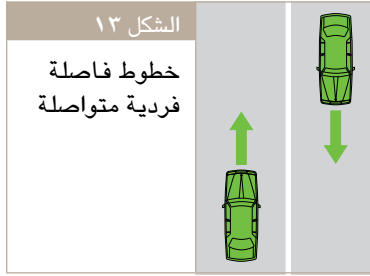 الشكل ١٣
خطوط فاصلة
فردية متواصلة